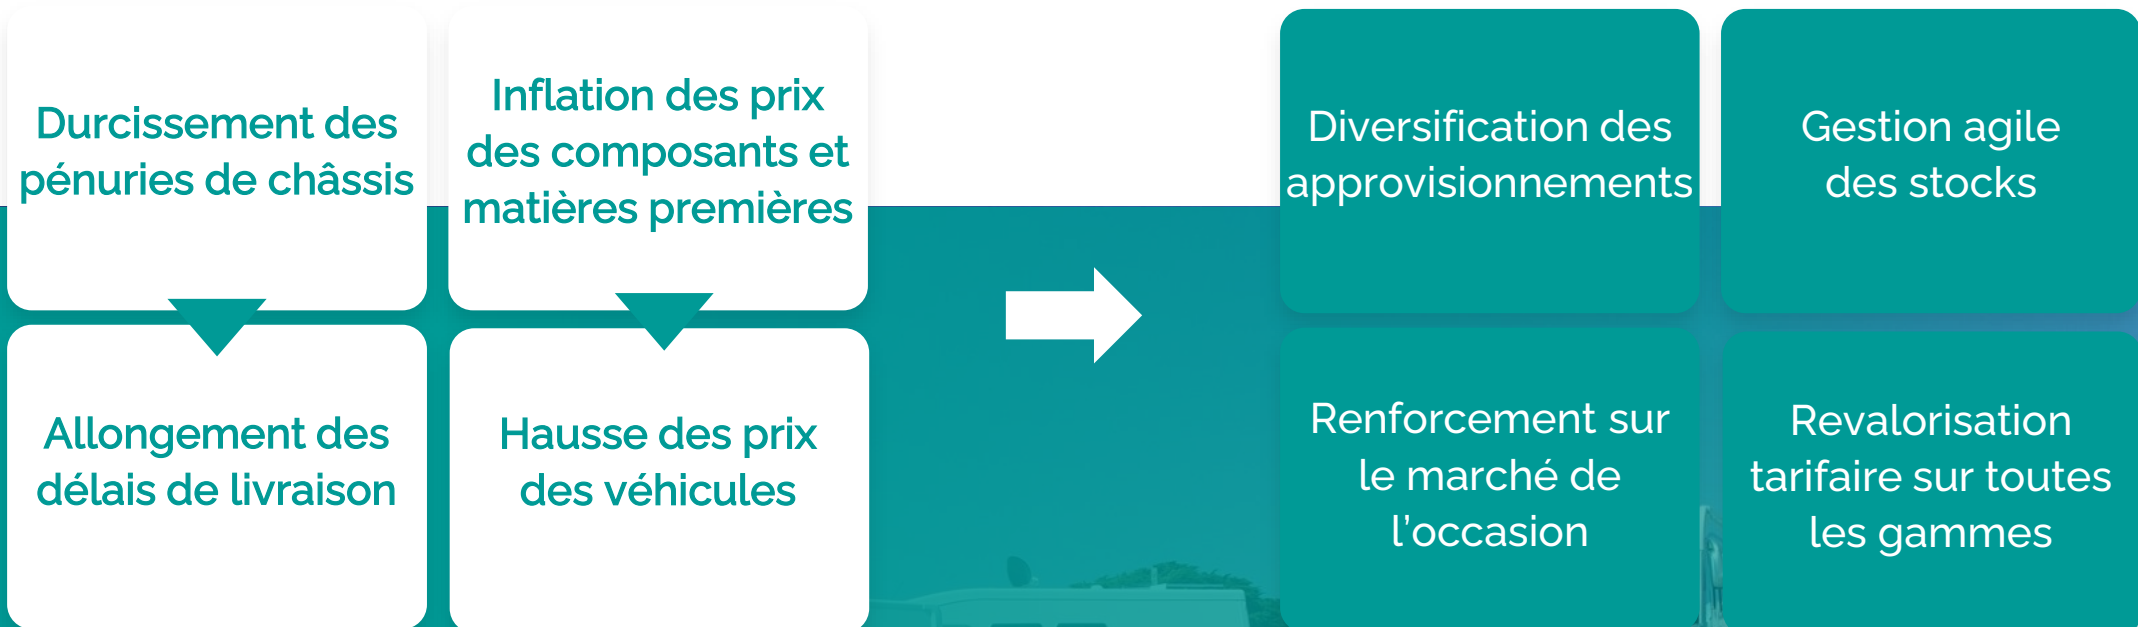 Durcissement des
pénuries de châssis
Inflation des prix
des composants et
matières premières
Allongement des
délais de livraison
Hausse des prix
des véhicules
Diversification des
approvisionnements
Gestion agile
des stocks
Renforcement sur
le marché de
l’occasion
Revalorisation
tarifaire sur toutes
les gammes